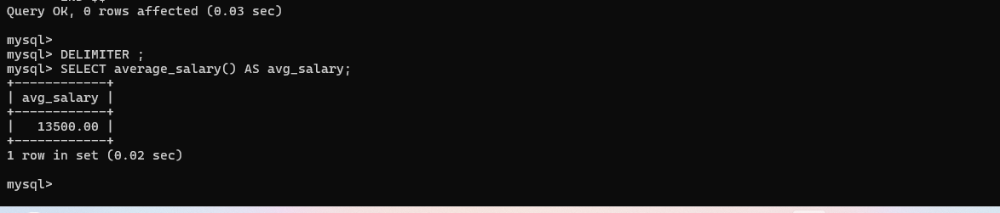 Query OK, 0 rows affected (0.03 sec)
mysql>
mysql> DELIMITER ;
mysql> SELECT average_salary() AS avg_salary;
+------------+
| avg_salary |
+------------+
|   13500.00 |
+------------+
1 row in set (0.02 sec)
mysql>